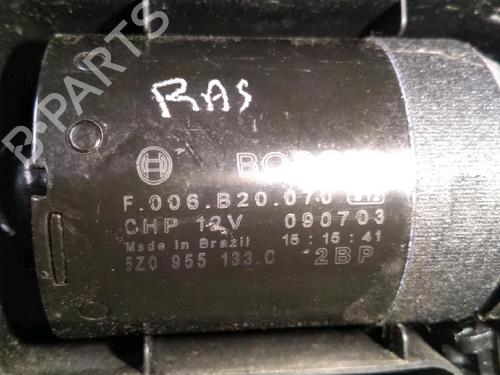 B-PARTS
RAS
BOSCH
F.006.B20.070
CHP 12V 090703
Made in Brazil 15:15:41
5Z0 955 133.C 2BP